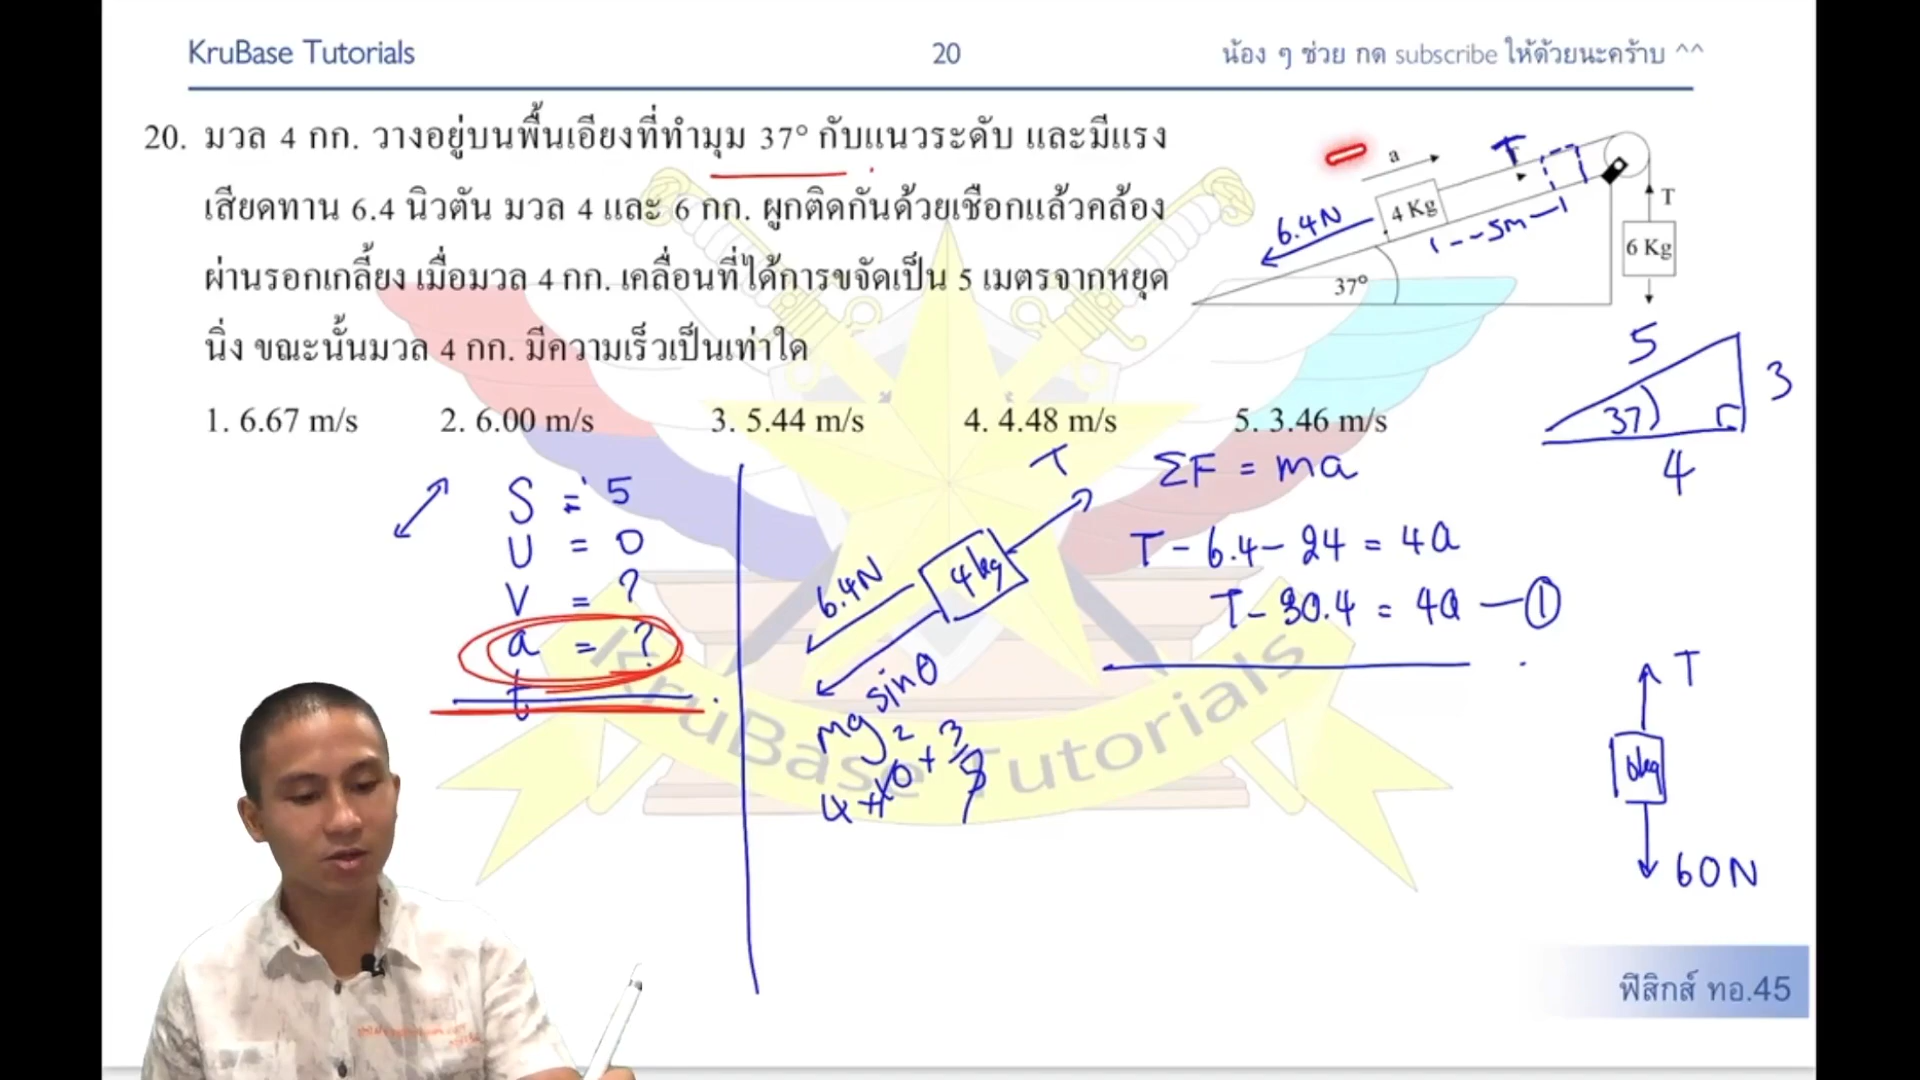 KruBase Tutorials 20 น้อง ๆ ช่วย กด subscribe ให้ด้วยนะคร้าบ ^^
20. มวล 4 กก. วางอยู่บนพื้นเอียงที่ทำมุม 37° กับแนวระดับ และมีแรง
เสียดทาน 6.4 นิวตัน มวล 4 และ 6 กก. ผูกติดกันด้วยเชือกแล้วคล้อง
ผ่านรอกเกลี้ยง เมื่อมวล 4 กก. เคลื่อนที่ได้การขจัดเป็น 5 เมตรจากหยุด
นิ่ง ขณะนั้นมวล 4 กก. มีความเร็วเป็นเท่าใด
1. 6.67 m/s 2. 6.00 m/s 3. 5.44 m/s 4. 4.48 m/s 5. 3.46 m/s
a
T
6.4N
4 Kg
5m
T
6 Kg
37°
5
3
37
4
S = 5
U = 0
V = ?
a = ?
t
T
4kg
6.4N
mg sinθ
4×10×3/5
2
ΣF = ma
T - 6.4 - 24 = 4a
T - 30.4 = 4a — ①
T
6kg
60N
KruBase Tutorials
ฟิสิกส์ ทอ.45